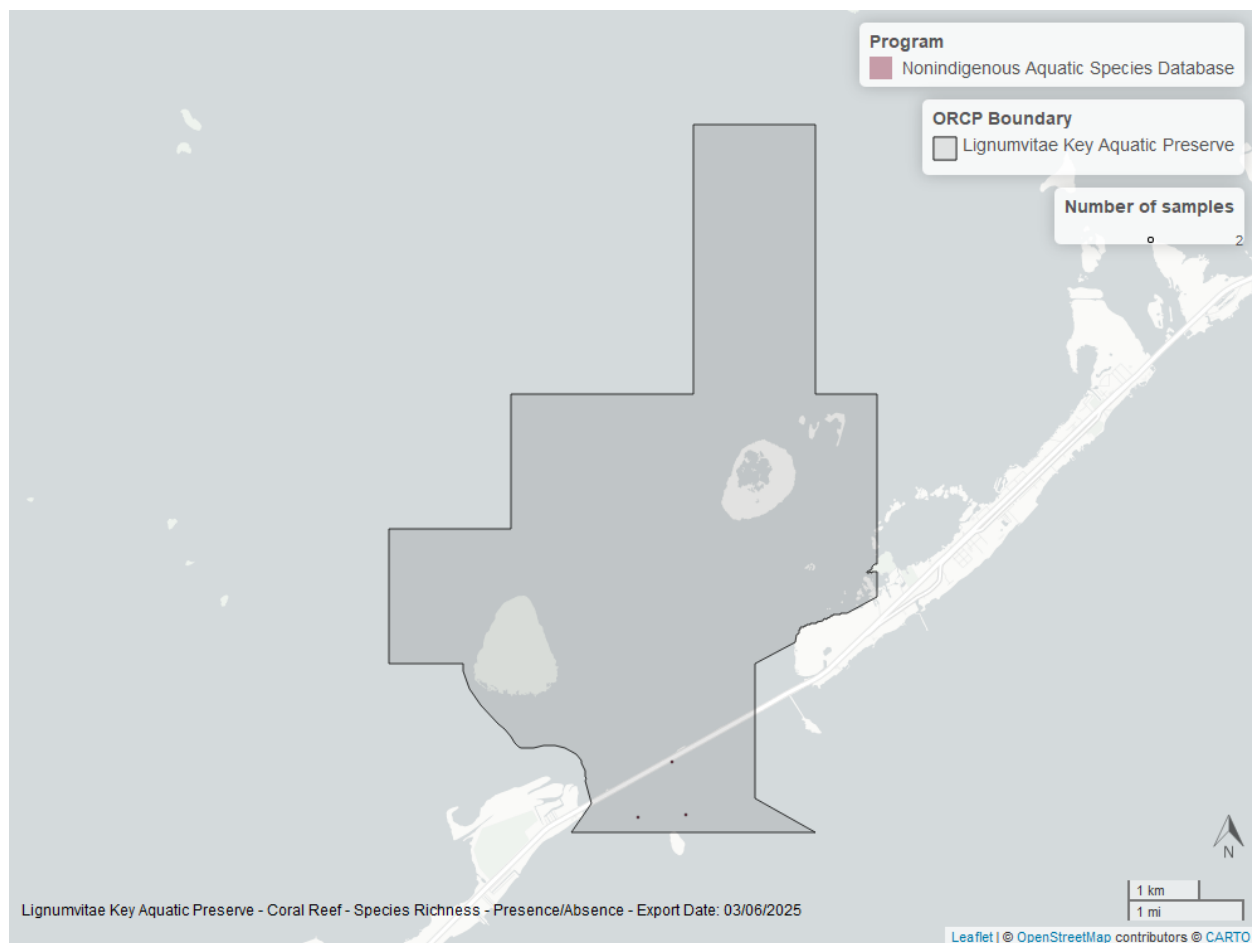 Program
Nonindigenous Aquatic Species Database
ORCP Boundary
Lignumvitae Key Aquatic Preserve
Number of samples
2
N
1 km
1 mi
Lignumvitae Key Aquatic Preserve - Coral Reef - Species Richness - Presence/Absence - Export Date: 03/06/2025
Leaflet | © OpenStreetMap contributors © CARTO